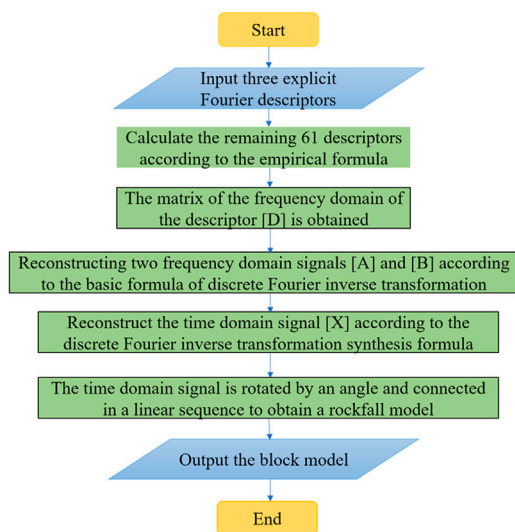 Start
Input three explicit
Fourier descriptors
Calculate the remaining 61 descriptors
according to the empirical formula
The matrix of the frequency domain of
the descriptor [D] is obtained
Reconstructing two frequency domain signals [A] and [B] according
to the basic formula of discrete Fourier inverse transformation
Reconstruct the time domain signal [X] according to the
discrete Fourier inverse transformation synthesis formula
The time domain signal is rotated by an angle and connected
in a linear sequence to obtain a rockfall model
Output the block model
End